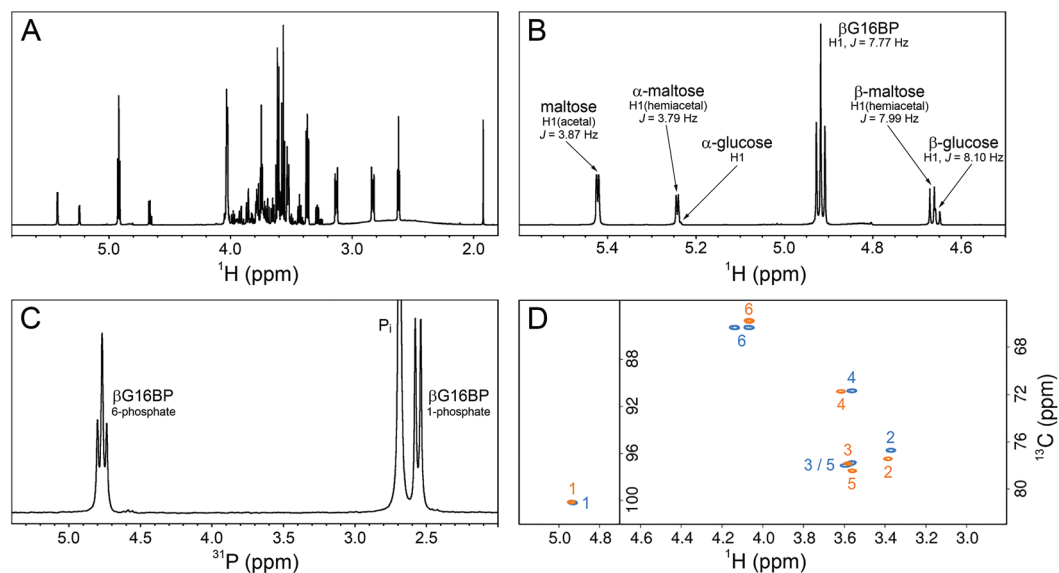 A
5.0
4.0
3.0
2.0
¹H (ppm)
B
βG16BP
H1, J = 7.77 Hz
maltose
H1(acetal)
J = 3.87 Hz
α-maltose
H1(hemiacetal)
J = 3.79 Hz
α-glucose
H1
β-maltose
H1(hemiacetal)
J = 7.99 Hz
β-glucose
H1, J = 8.10 Hz
5.4
5.2
5.0
4.8
4.6
¹H (ppm)
C
βG16BP
6-phosphate
Pi
βG16BP
1-phosphate
5.0
4.5
4.0
3.5
3.0
2.5
³¹P (ppm)
D
6
6
4
4
2
2
3
3 / 5
5
1
1
88
92
96
100
68
72
76
80
¹³C (ppm)
5.0
4.8
4.4
4.2
4.0
3.8
3.6
3.4
3.2
3.0
¹H (ppm)